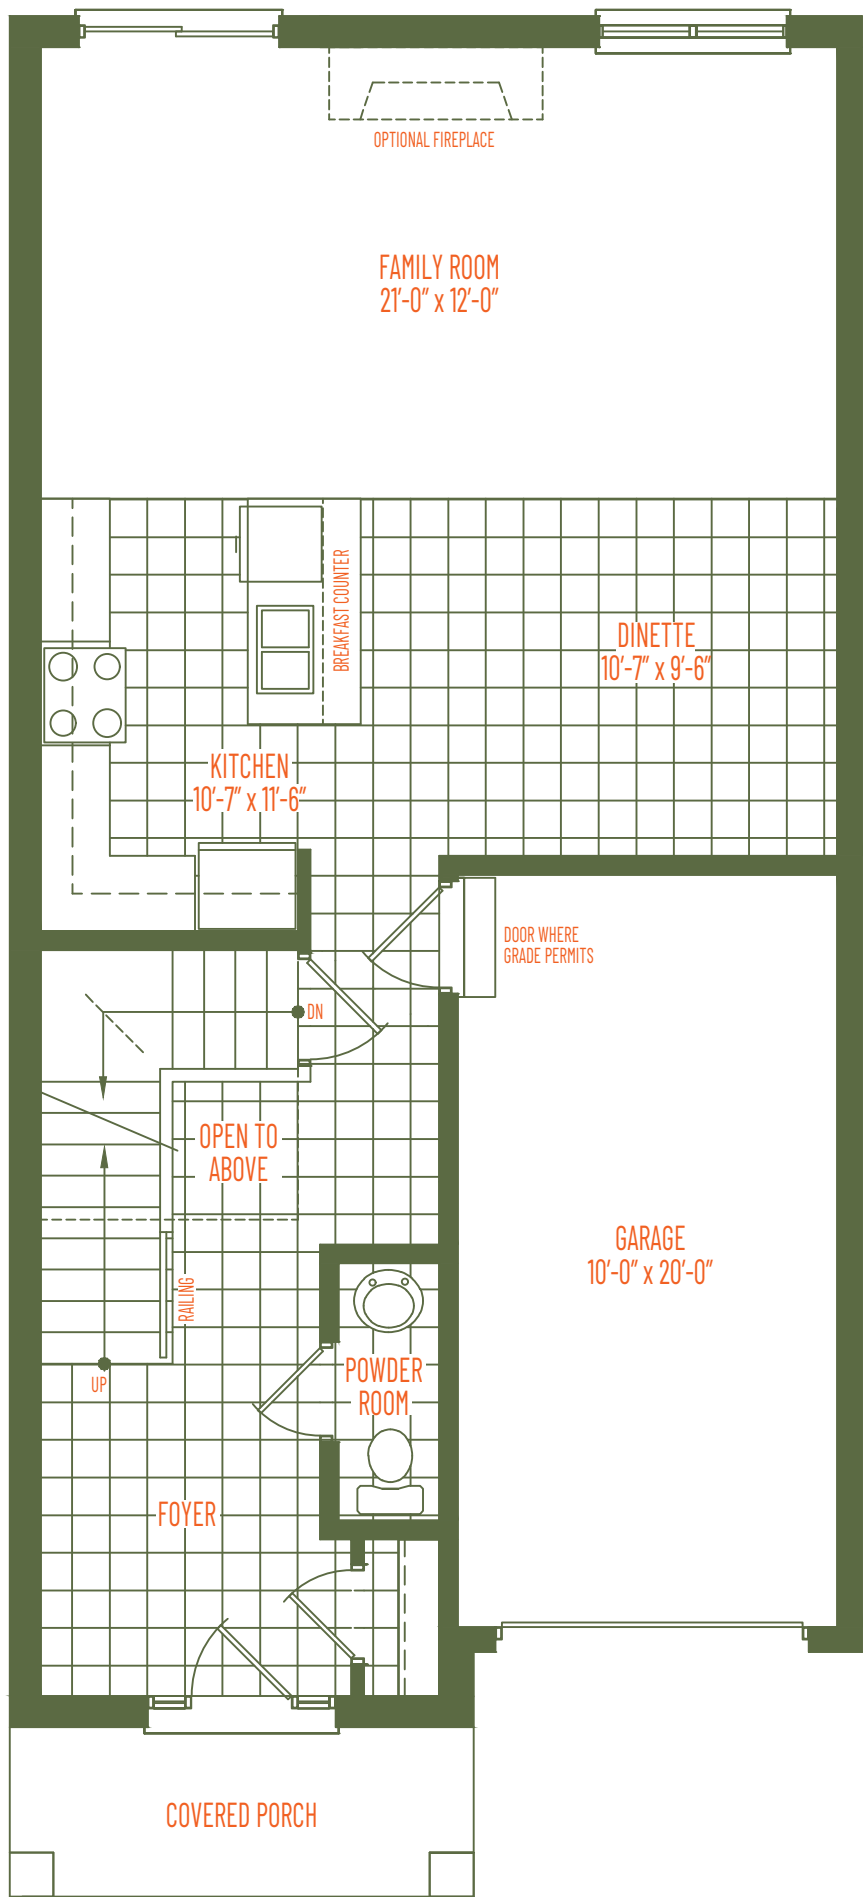 OPTIONAL FIREPLACE
FAMILY ROOM
21'-0" x 12'-0"
BREAKFAST COUNTER
DINETTE
10'-7" x 9'-6"
KITCHEN
10'-7" x 11'-6"
DOOR WHERE
GRADE PERMITS
DN
OPEN TO
ABOVE
GARAGE
10'-0" x 20'-0"
RAILING
POWDER
ROOM
UP
FOYER
COVERED PORCH